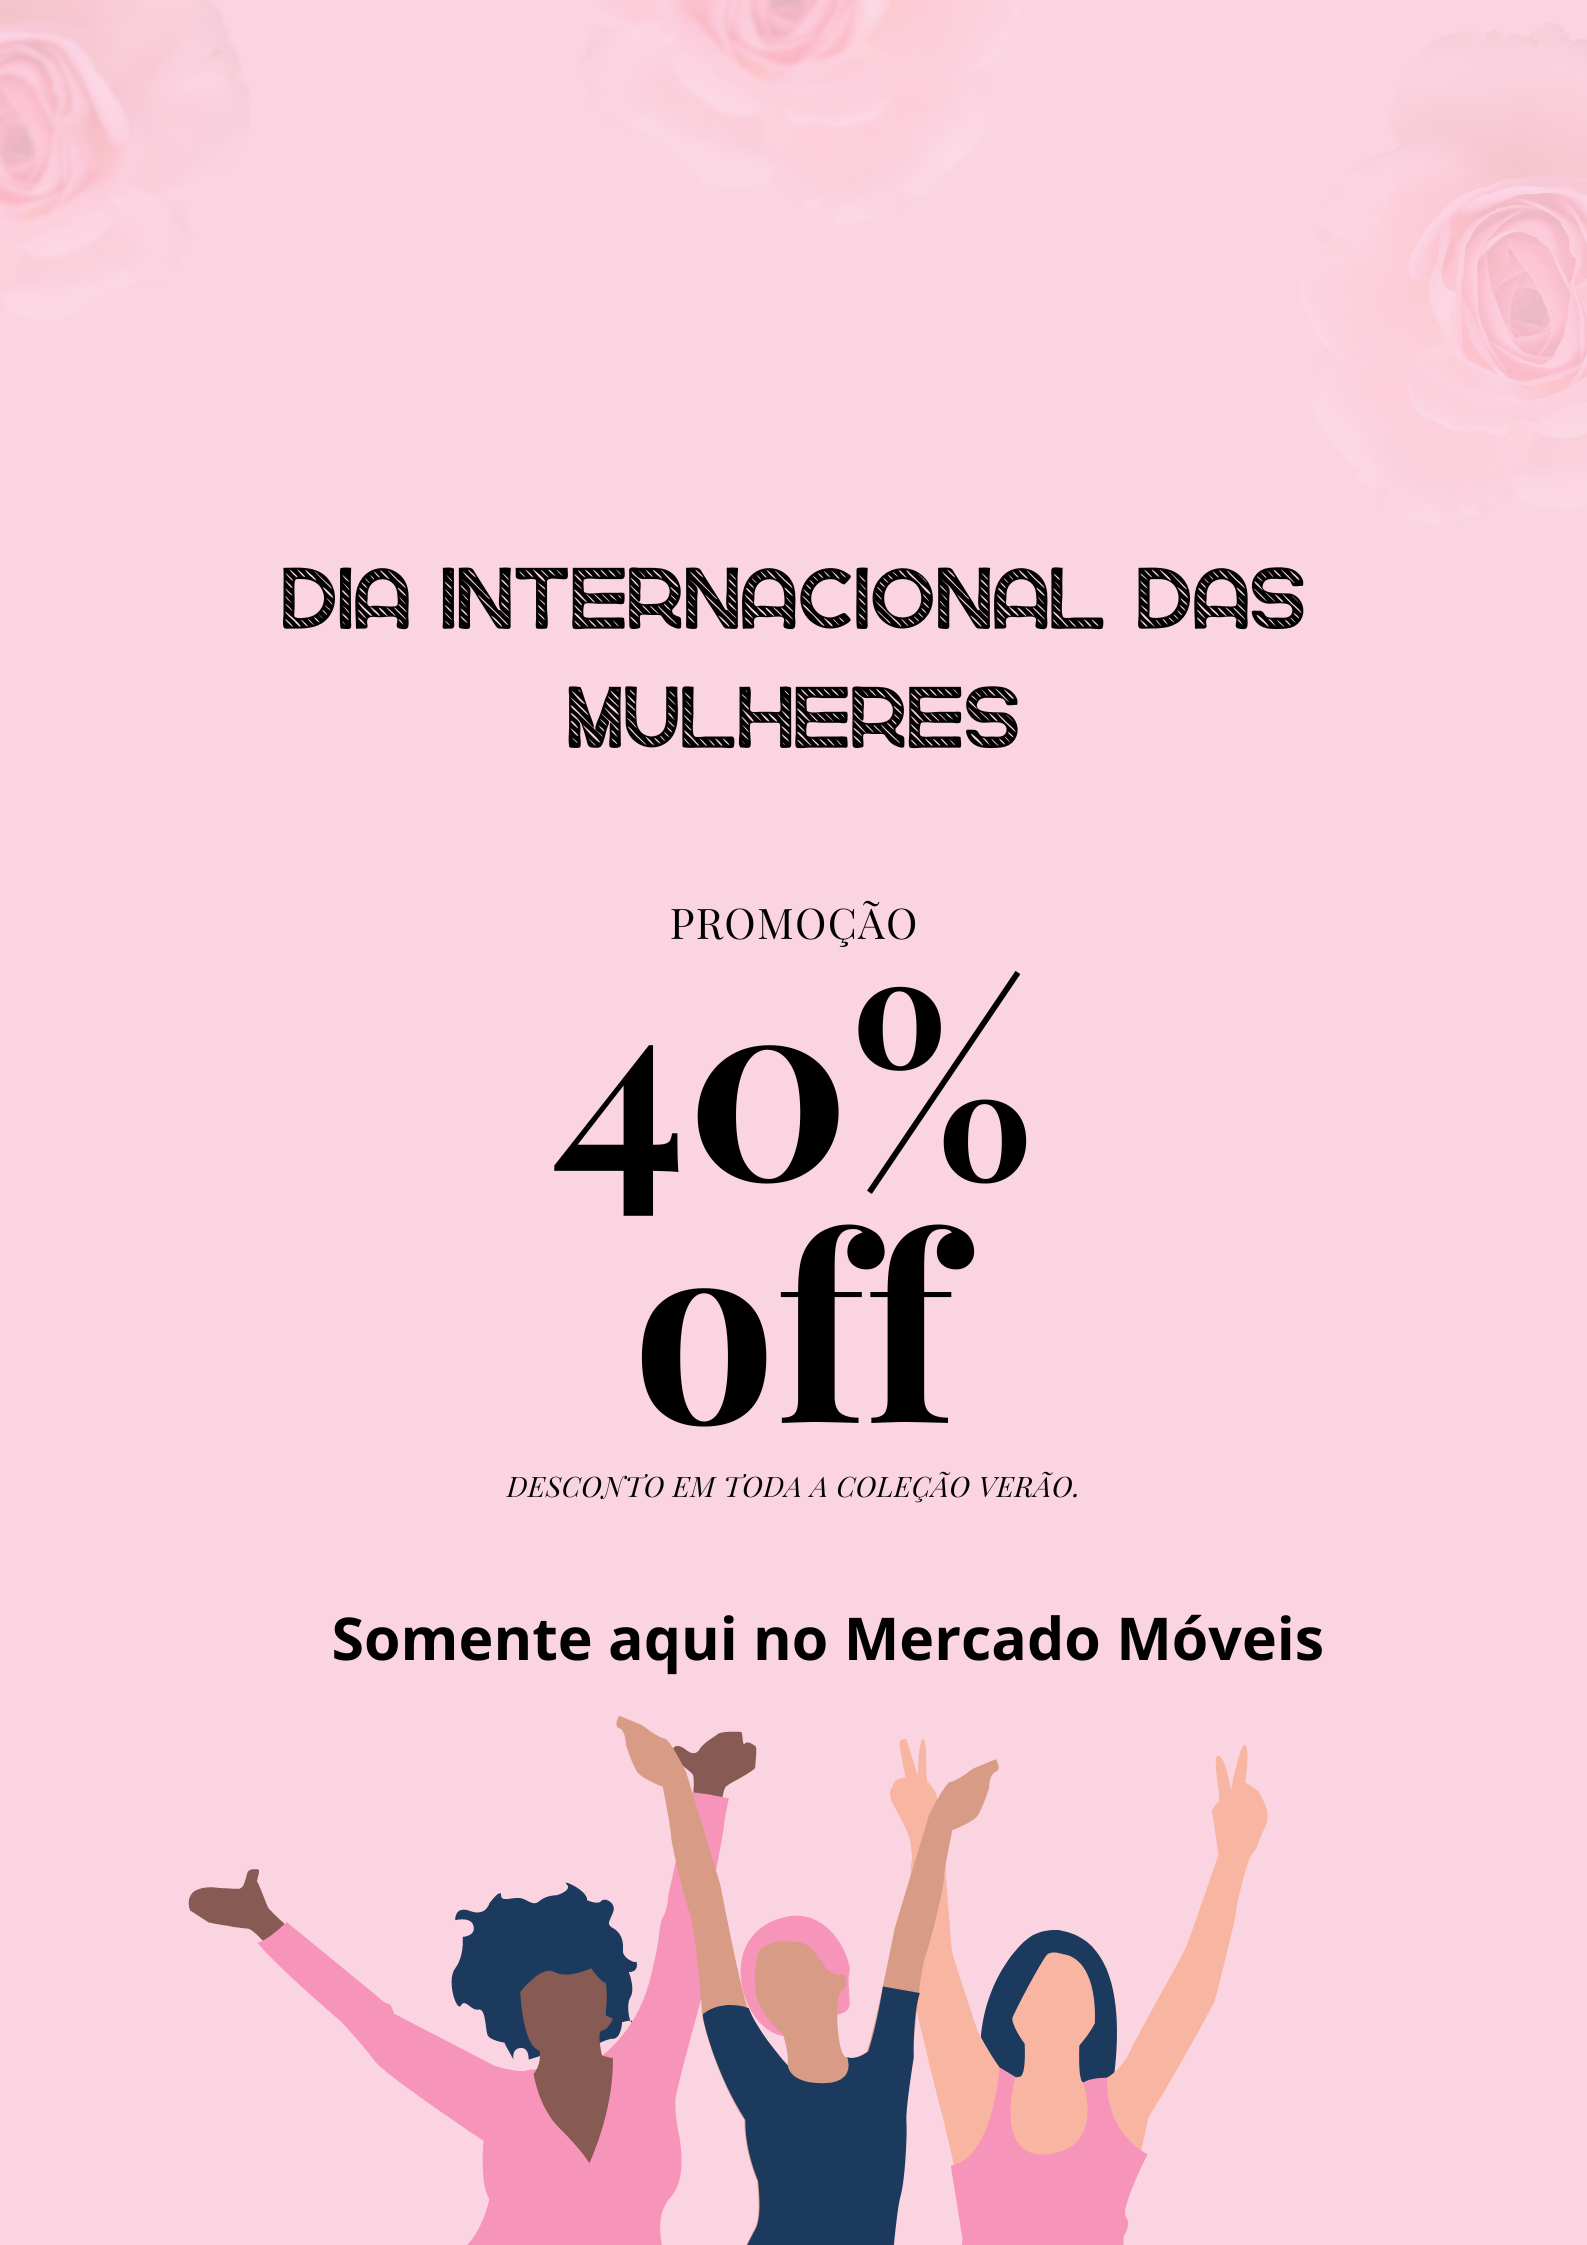 DIA INTERNACIONAL DAS
MULHERES
PROMOÇÃO
40%
off
DESCONTO EM TODA A COLEÇÃO VERÃO.
Somente aqui no Mercado Móveis